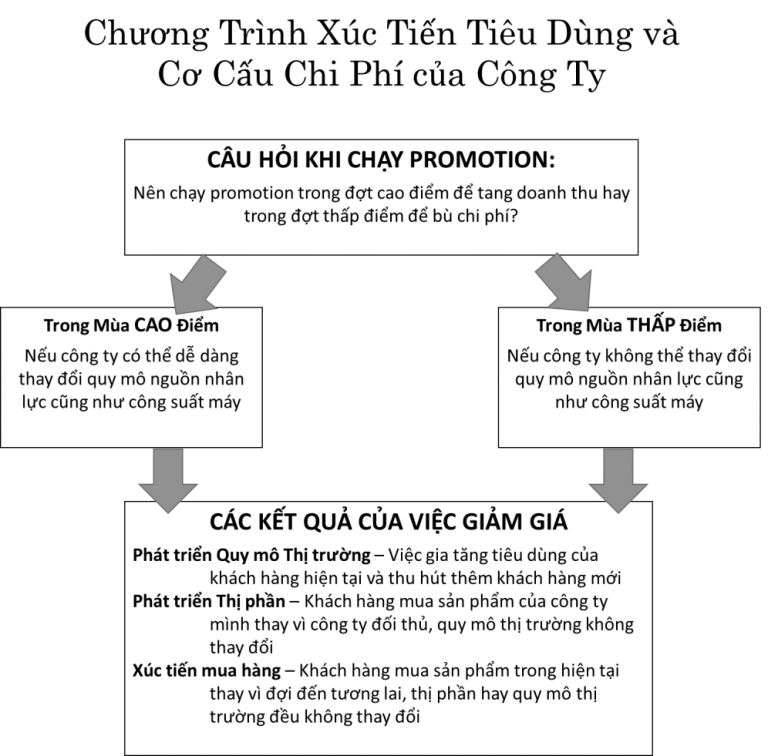 Chương Trình Xúc Tiến Tiêu Dùng và
Cơ Cấu Chi Phí của Công Ty
CÂU HỎI KHI CHẠY PROMOTION:
Nên chạy promotion trong đợt cao điểm để tang doanh thu hay
trong đợt thấp điểm để bù chi phí?
Trong Mùa CAO Điểm
Nếu công ty có thể dễ dàng
thay đổi quy mô nguồn nhân
lực cũng như công suất máy
Trong Mùa THẤP Điểm
Nếu công ty không thể thay đổi
quy mô nguồn nhân lực cũng
như công suất máy
CÁC KẾT QUẢ CỦA VIỆC GIẢM GIÁ
Phát triển Quy mô Thị trường – Việc gia tăng tiêu dùng của
khách hàng hiện tại và thu hút thêm khách hàng mới
Phát triển Thị phần – Khách hàng mua sản phẩm của công ty
mình thay vì công ty đối thủ, quy mô thị trường không
thay đổi
Xúc tiến mua hàng – Khách hàng mua sản phẩm trong hiện tại
thay vì đợi đến tương lai, thị phần hay quy mô thị
trường đều không thay đổi